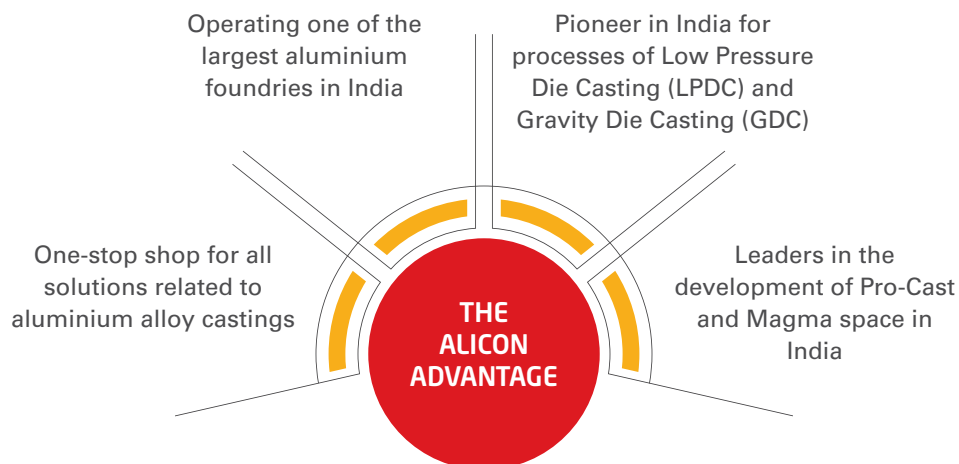 Operating one of the
largest aluminium
foundries in India
Pioneer in India for
processes of Low Pressure
Die Casting (LPDC) and
Gravity Die Casting (GDC)
One-stop shop for all
solutions related to
aluminium alloy castings
Leaders in the
development of Pro-Cast
and Magma space in
India
THE
ALICON
ADVANTAGE